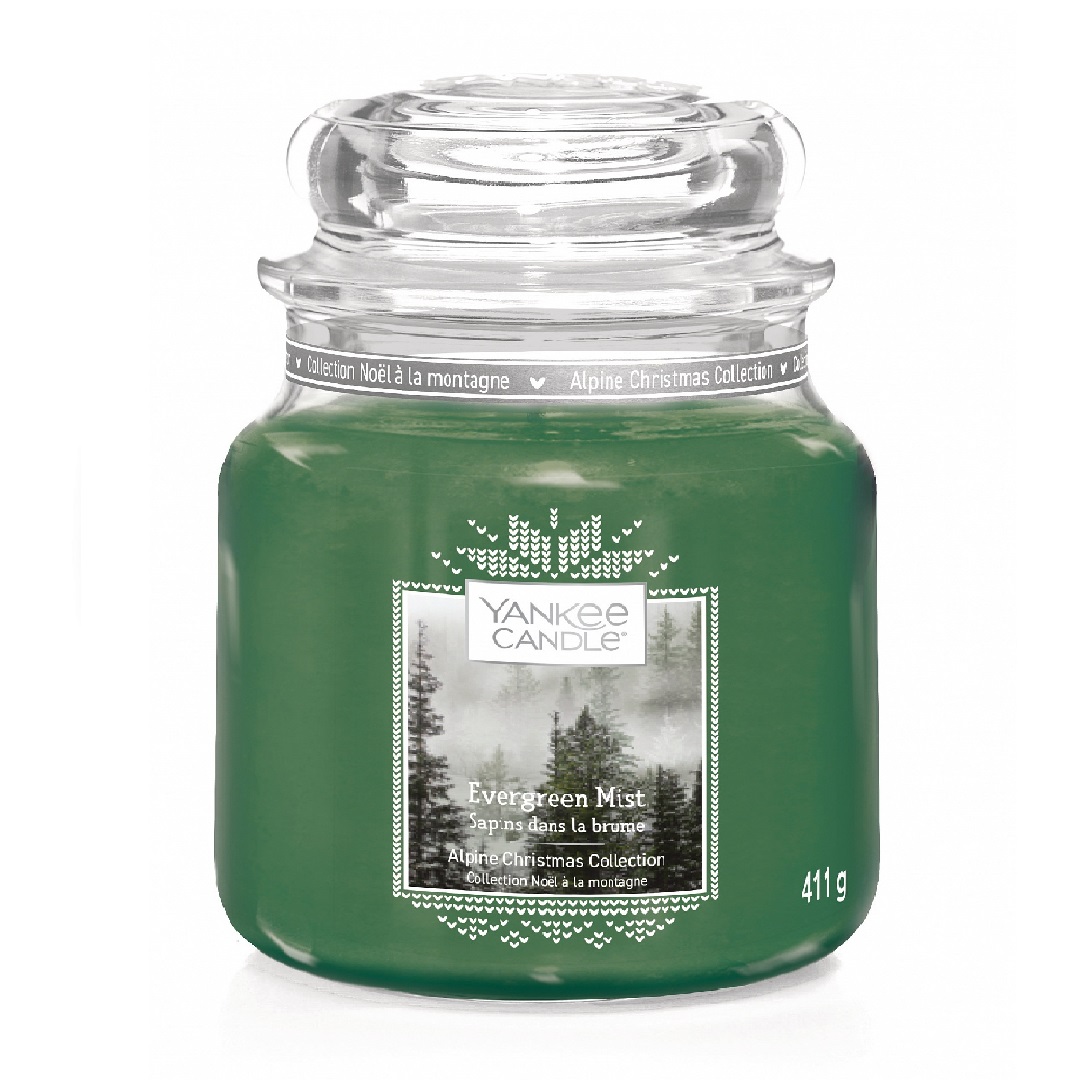 Collection Noël à la montagne Alpine Christmas Collection
YANKEE
CANDLE®
Evergreen Mist
Sapins dans la brume
Alpine Christmas Collection
Collection Noël à la montagne
411 g